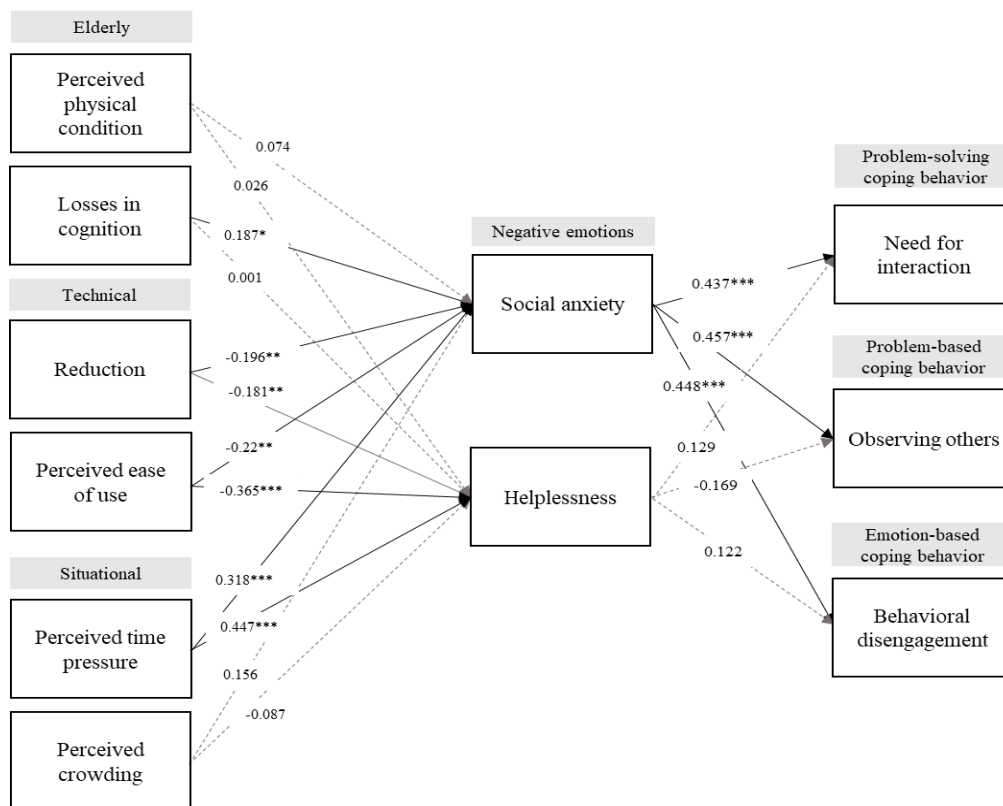 Elderly
Perceived
physical
condition
Losses in
cognition
Technical
Reduction
Perceived ease
of use
Situational
Perceived time
pressure
Perceived
crowding
0.074
0.026
0.187*
0.001
-0.196**
-0.181**
-0.22**
-0.365***
0.318***
0.447***
0.156
-0.087
Negative emotions
Social anxiety
Helplessness
0.437***
0.457***
0.448***
0.129
-0.169
0.122
Problem-solving
coping behavior
Need for
interaction
Problem-based
coping behavior
Observing others
Emotion-based
coping behavior
Behavioral
disengagement